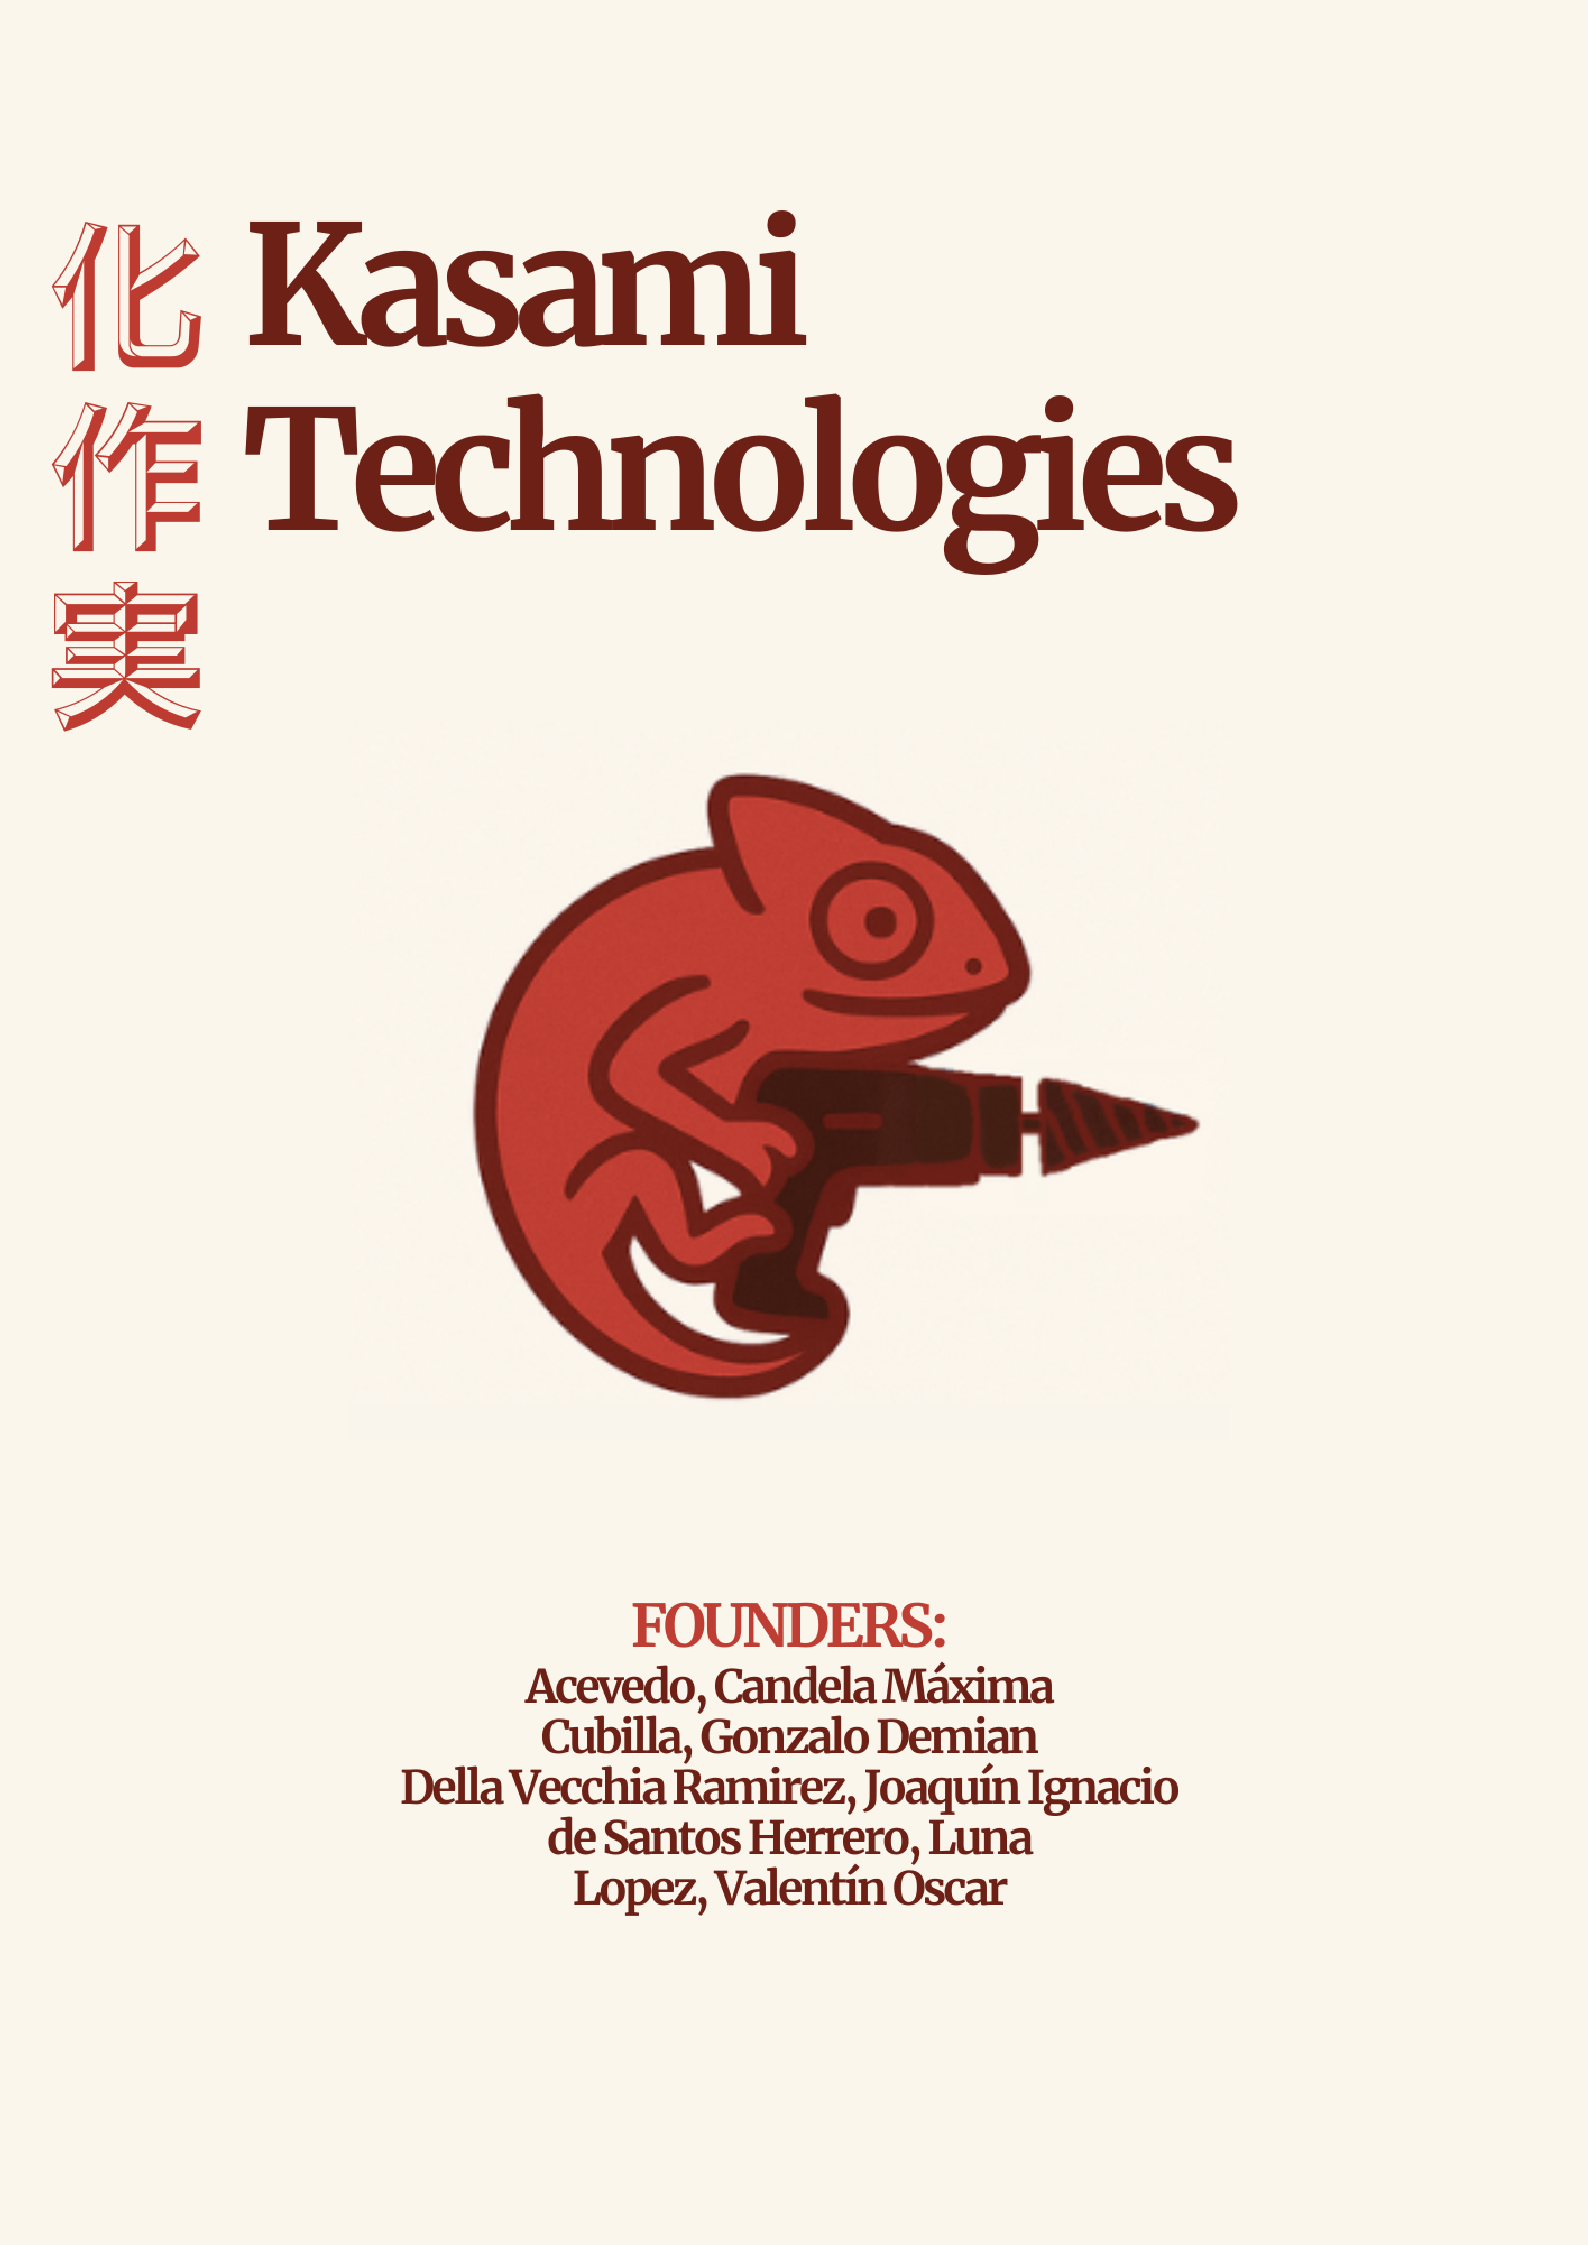 化作実
Kasami
Technologies
FOUNDERS:
Acevedo, Candela Máxima
Cubilla, Gonzalo Demian
Della Vecchia Ramirez, Joaquín Ignacio
de Santos Herrero, Luna
Lopez, Valentín Oscar